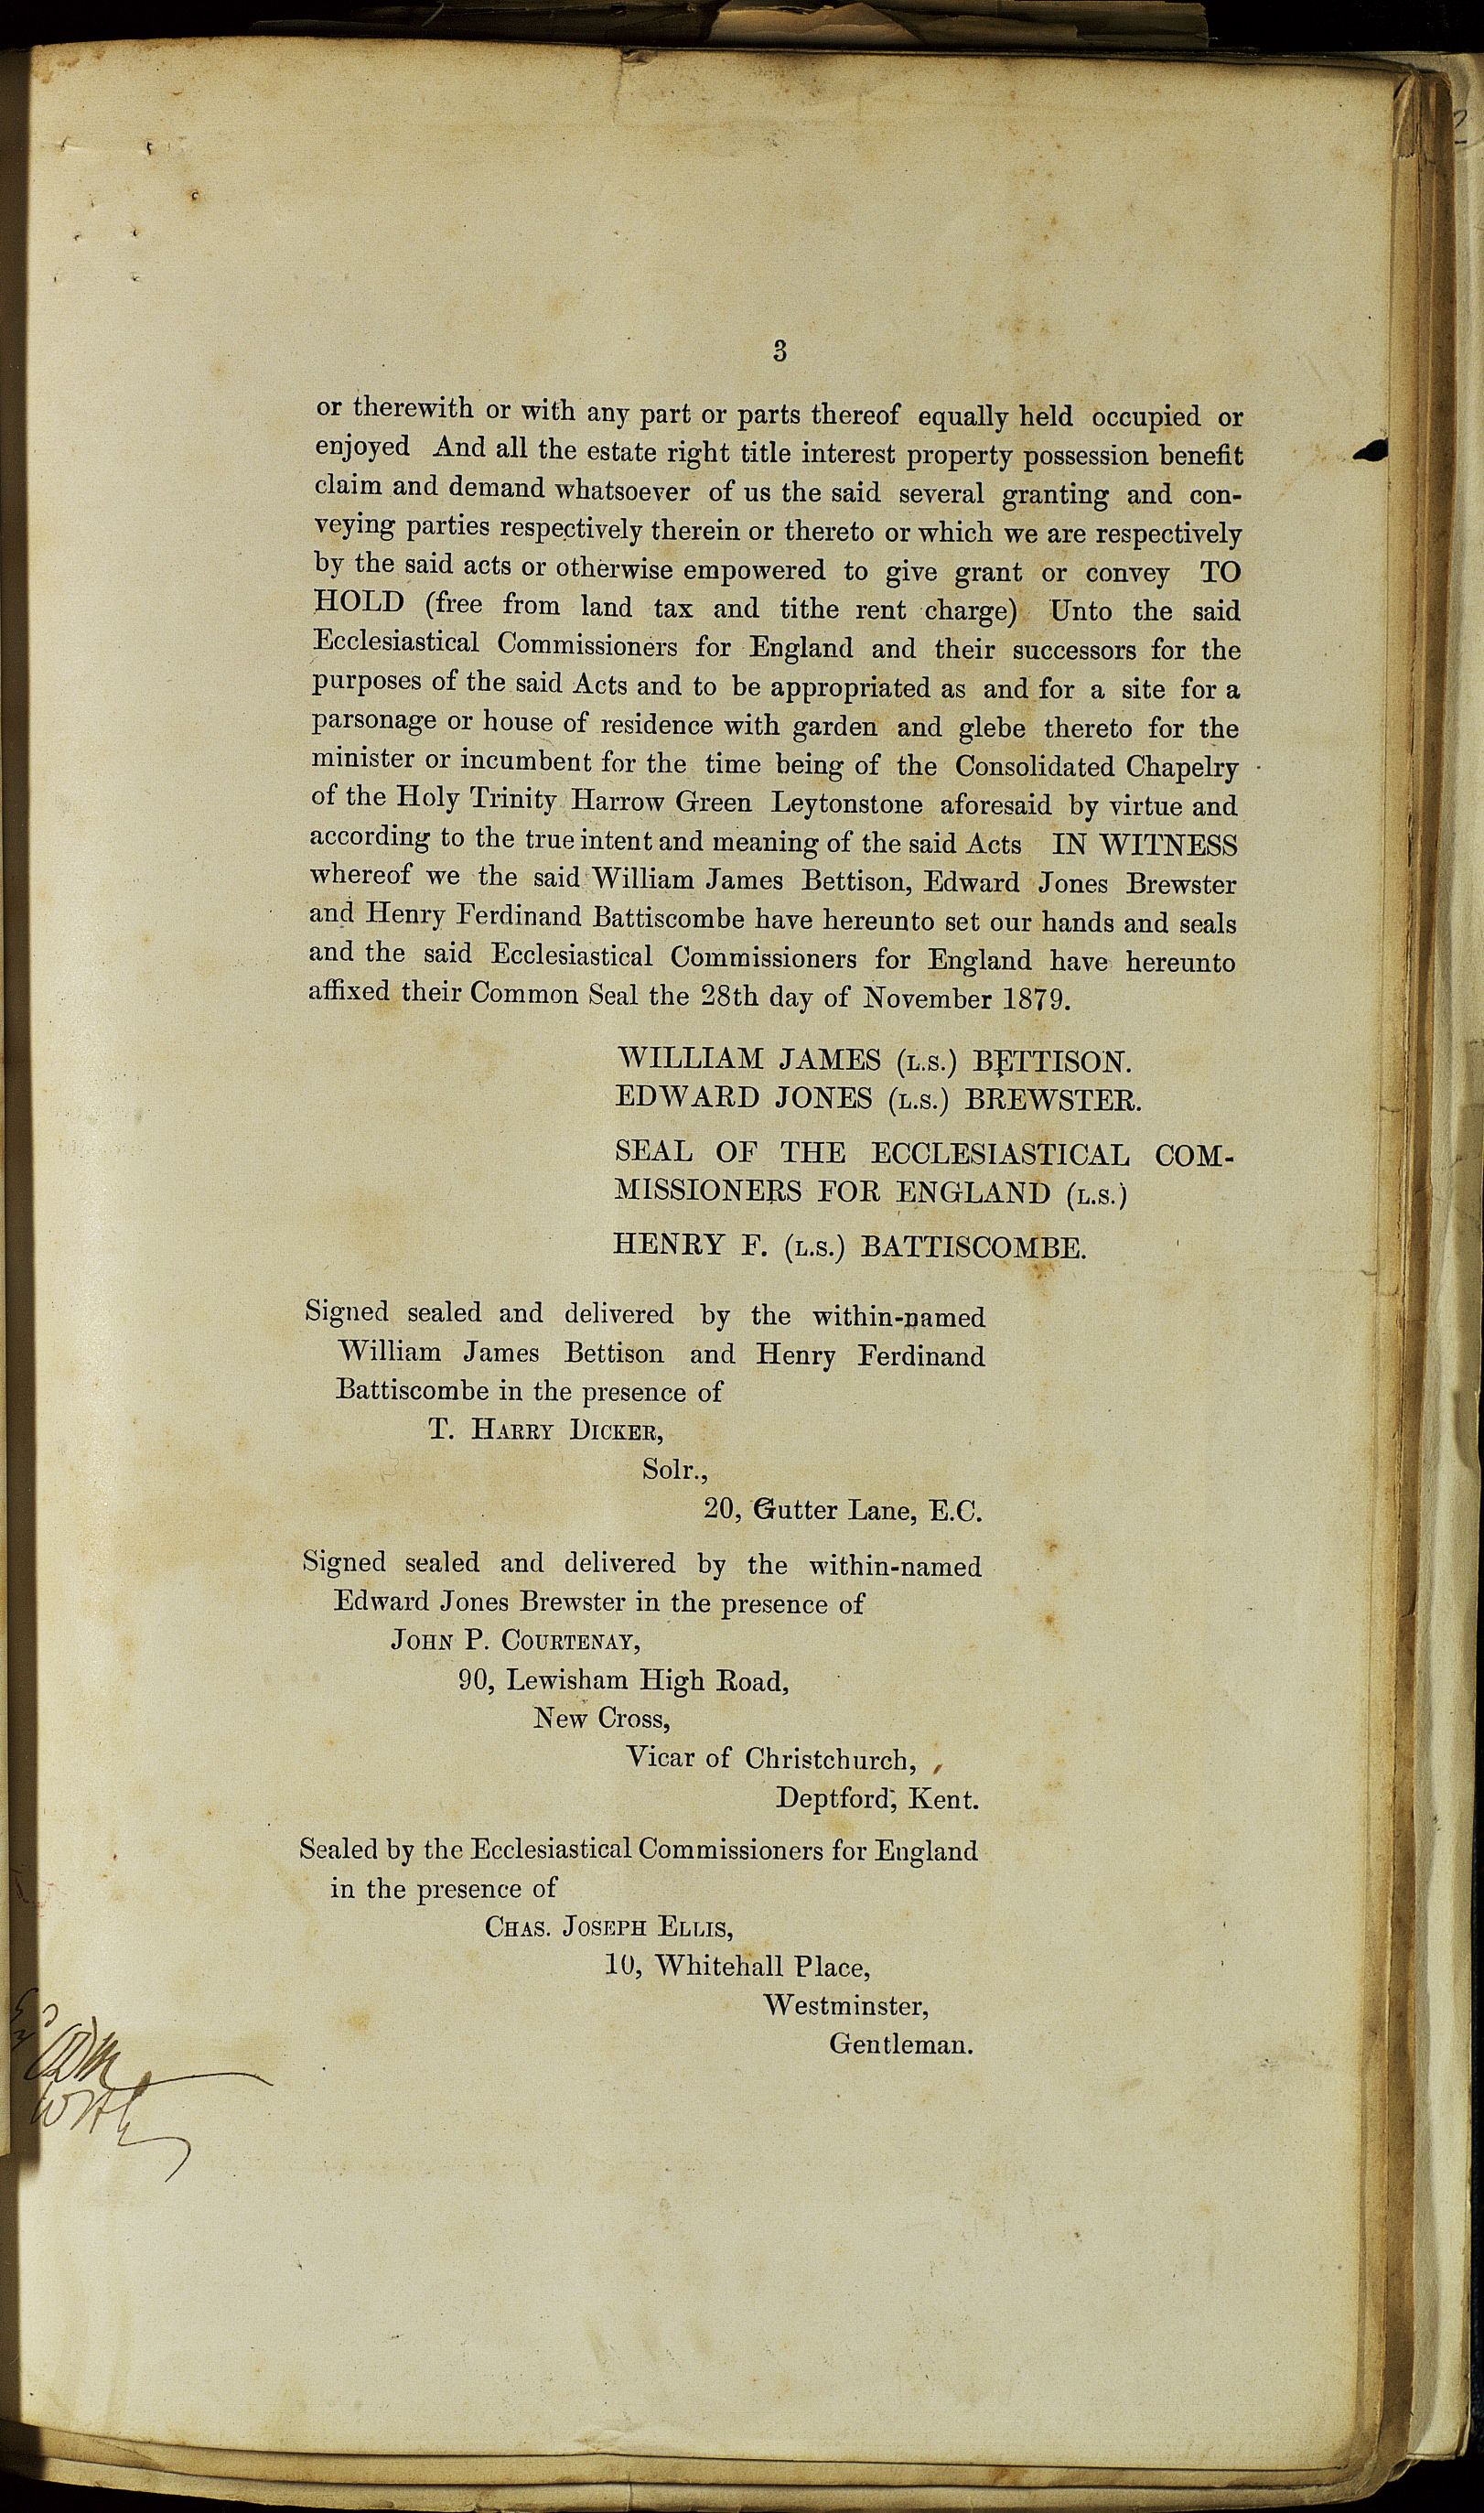 3
or therewith or with any part or parts thereof equally held occupied or
enjoyed And all the estate right title interest property possession benefit
claim and demand whatsoever of us the said several granting and con-
veying parties respectively therein or thereto or which we are respectively
by the said acts or otherwise empowered to give grant or convey TO
HOLD (free from land tax and tithe rent charge) Unto the said
Ecclesiastical Commissioners for England and their successors for the
purposes of the said Acts and to be appropriated as and for a site for a
parsonage or house of residence with garden and glebe thereto for the
minister or incumbent for the time being of the Consolidated Chapelry
of the Holy Trinity Harrow Green Leytonstone aforesaid by virtue and
according to the true intent and meaning of the said Acts IN WITNESS
whereof we the said William James Bettison, Edward Jones Brewster
and Henry Ferdinand Battiscombe have hereunto set our hands and seals
and the said Ecclesiastical Commissioners for England have hereunto
affixed their Common Seal the 28th day of November 1879.
WILLIAM JAMES (L.S.) BETTISON.
EDWARD JONES (L.S.) BREWSTER.
SEAL OF THE ECCLESIASTICAL COM-
MISSIONERS FOR ENGLAND (L.S.)
HENRY F. (L.S.) BATTISCOMBE.
Signed sealed and delivered by the within-named
William James Bettison and Henry Ferdinand
Battiscombe in the presence of
T. HARRY DICKER,
Solr.,
20, Gutter Lane, E.C.
Signed sealed and delivered by the within-named
Edward Jones Brewster in the presence of
JOHN P. COURTENAY,
90, Lewisham High Road,
New Cross,
Vicar of Christchurch,
Deptford, Kent.
Sealed by the Ecclesiastical Commissioners for England
in the presence of
CHAS. JOSEPH ELLIS,
10, Whitehall Place,
Westminster,
Gentleman.